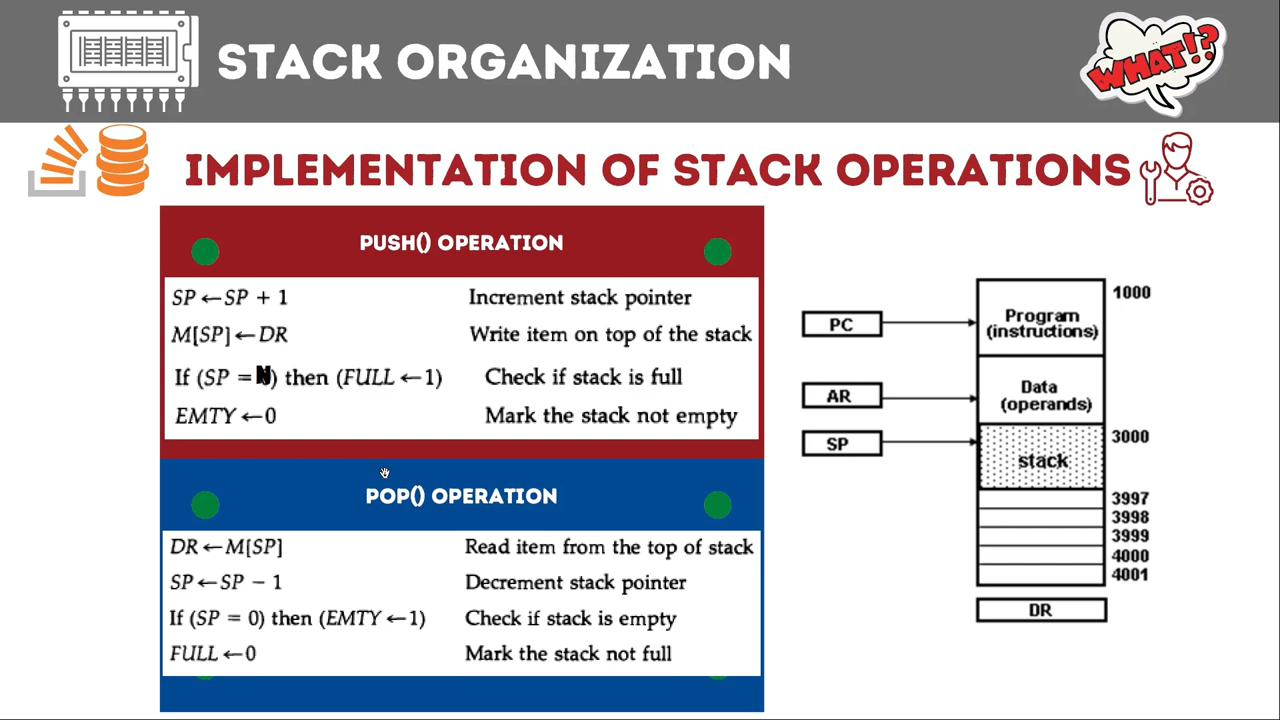 STACK ORGANIZATION
WHAT!?
IMPLEMENTATION OF STACK OPERATIONS
PUSH() OPERATION
SP ← SP + 1 Increment stack pointer
M[SP] ← DR Write item on top of the stack
If (SP = N) then (FULL ← 1) Check if stack is full
EMTY ← 0 Mark the stack not empty
POP() OPERATION
DR ← M[SP] Read item from the top of stack
SP ← SP − 1 Decrement stack pointer
If (SP = 0) then (EMTY ← 1) Check if stack is empty
FULL ← 0 Mark the stack not full
1000
PC
Program
(instructions)
AR
Data
(operands)
SP
3000
stack
3997
3998
3999
4000
4001
DR